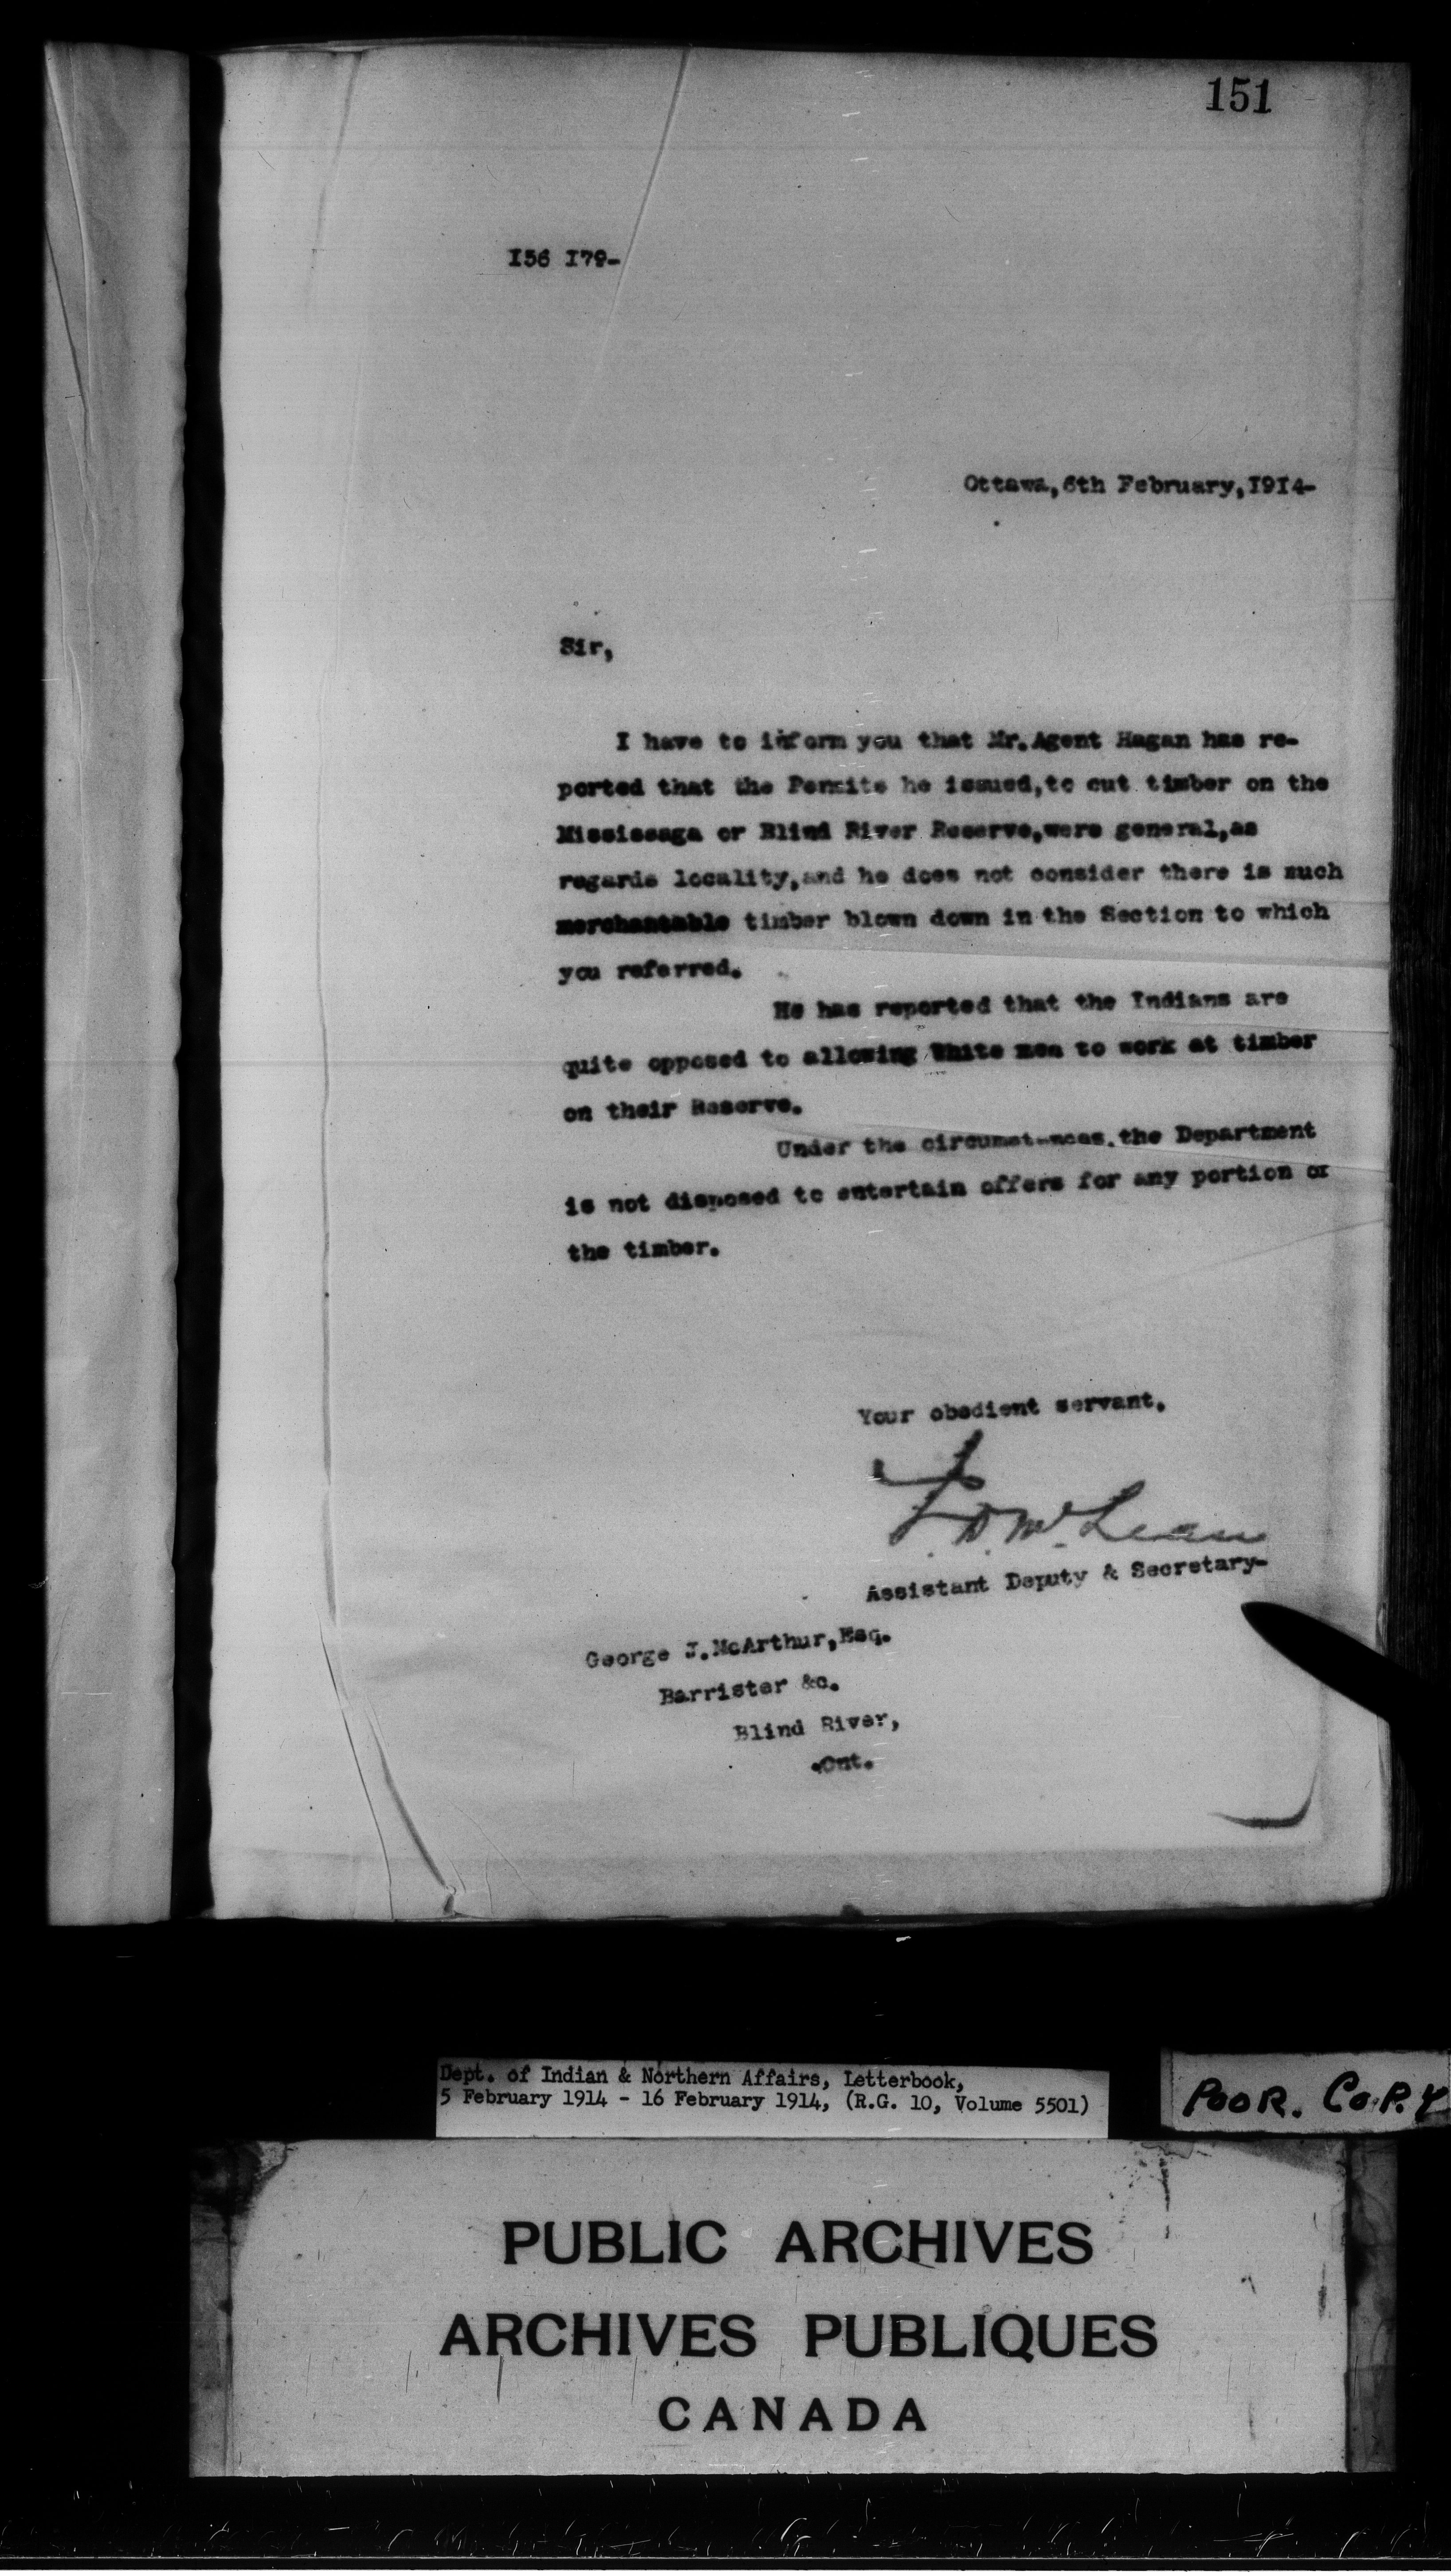 151
156 179-
Ottawa, 6th February, 1914-
Sir,
I have to inform you that Mr. Agent Hagan has re-
ported that the Permits he issued, to cut timber on the
Mississaga or Blind River Reserve, were general, as
regards locality, and he does not consider there is much
merchantable timber blown down in the Section to which
you referred.
He has reported that the Indians are
quite opposed to allowing White men to work at timber
on their Reserve.
Under the circumstances, the Department
is not disposed to entertain offers for any portion of
the timber.
Your obedient servant.
J. D. McLean
Assistant Deputy & Secretary-
George J. McArthur, Esq.
Barrister &c.
Blind River,
Ont.
Dept. of Indian & Northern Affairs, Letterbook,
5 February 1914 - 16 February 1914, (R.G. 10, Volume 5501)
POOR. COPY
PUBLIC ARCHIVES
ARCHIVES PUBLIQUES
CANADA